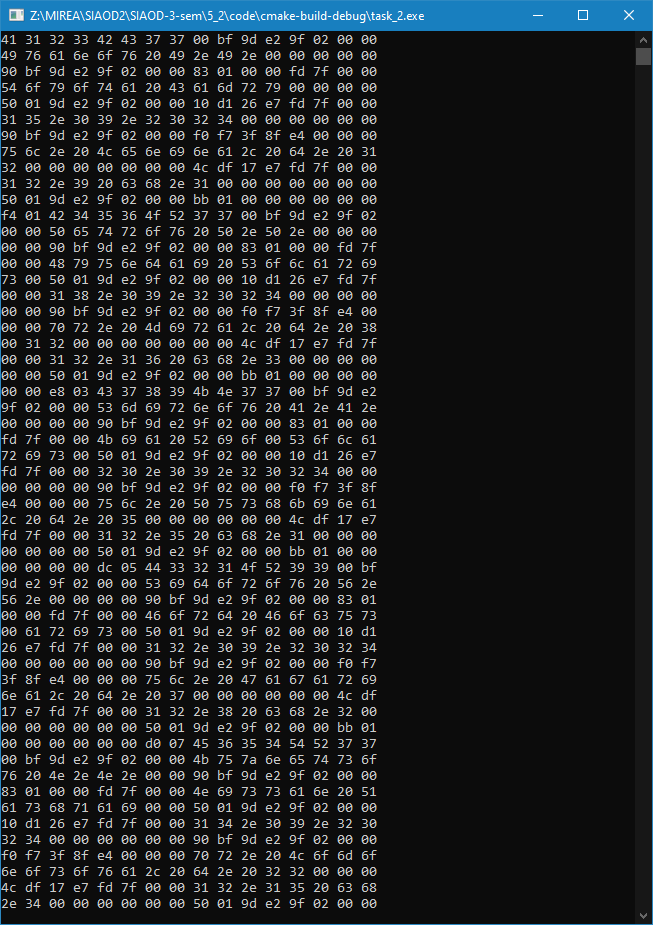 Z:\MIREA\SIAOD2\SIAOD-3-sem\5_2\code\cmake-build-debug\task_2.exe
41 31 32 33 42 43 37 37 00 bf 9d e2 9f 02 00 00
49 76 61 6e 6f 76 20 49 2e 49 2e 00 00 00 00 00
90 bf 9d e2 9f 02 00 00 83 01 00 00 fd 7f 00 00
54 6f 79 6f 74 61 20 43 61 6d 72 79 00 00 00 00
50 01 9d e2 9f 02 00 00 10 d1 26 e7 fd 7f 00 00
31 35 2e 30 39 2e 32 30 32 34 00 00 00 00 00 00
90 bf 9d e2 9f 02 00 00 f0 f7 3f 8f e4 00 00 00
75 6c 2e 20 4c 65 6e 69 6e 61 2c 20 64 2e 20 31
32 00 00 00 00 00 00 00 4c df 17 e7 fd 7f 00 00
31 32 2e 39 20 63 68 2e 31 00 00 00 00 00 00 00
50 01 9d e2 9f 02 00 00 bb 01 00 00 00 00 00 00
f4 01 42 34 35 36 4f 52 37 37 00 bf 9d e2 9f 02
00 00 50 65 74 72 6f 76 20 50 2e 50 2e 00 00 00
00 00 90 bf 9d e2 9f 02 00 00 83 01 00 00 fd 7f
00 00 48 79 75 6e 64 61 69 20 53 6f 6c 61 72 69
73 00 50 01 9d e2 9f 02 00 00 10 d1 26 e7 fd 7f
00 00 31 38 2e 30 39 2e 32 30 32 34 00 00 00 00
00 00 90 bf 9d e2 9f 02 00 00 f0 f7 3f 8f e4 00
00 00 70 72 2e 20 4d 69 72 61 2c 20 64 2e 20 38
00 31 32 00 00 00 00 00 00 00 4c df 17 e7 fd 7f
00 00 31 32 2e 31 36 20 63 68 2e 33 00 00 00 00
00 00 50 01 9d e2 9f 02 00 00 bb 01 00 00 00 00
00 00 e8 03 43 37 38 39 4b 4e 37 37 00 bf 9d e2
9f 02 00 00 53 6d 69 72 6e 6f 76 20 41 2e 41 2e
00 00 00 00 90 bf 9d e2 9f 02 00 00 83 01 00 00
fd 7f 00 00 4b 69 61 20 52 69 6f 00 53 6f 6c 61
72 69 73 00 50 01 9d e2 9f 02 00 00 10 d1 26 e7
fd 7f 00 00 32 30 2e 30 39 2e 32 30 32 34 00 00
00 00 00 00 90 bf 9d e2 9f 02 00 00 f0 f7 3f 8f
e4 00 00 00 75 6c 2e 20 50 75 73 68 6b 69 6e 61
2c 20 64 2e 20 35 00 00 00 00 00 00 4c df 17 e7
fd 7f 00 00 31 32 2e 35 20 63 68 2e 31 00 00 00
00 00 00 00 50 01 9d e2 9f 02 00 00 bb 01 00 00
00 00 00 00 dc 05 44 33 32 31 4f 52 39 39 00 bf
9d e2 9f 02 00 00 53 69 64 6f 72 6f 76 20 56 2e
56 2e 00 00 00 00 90 bf 9d e2 9f 02 00 00 83 01
00 00 fd 7f 00 00 46 6f 72 64 20 46 6f 63 75 73
00 61 72 69 73 00 50 01 9d e2 9f 02 00 00 10 d1
26 e7 fd 7f 00 00 31 32 2e 30 39 2e 32 30 32 34
00 00 00 00 00 00 90 bf 9d e2 9f 02 00 00 f0 f7
3f 8f e4 00 00 00 75 6c 2e 20 47 61 67 61 72 69
6e 61 2c 20 64 2e 20 37 00 00 00 00 00 00 4c df
17 e7 fd 7f 00 00 31 32 2e 38 20 63 68 2e 32 00
00 00 00 00 00 00 50 01 9d e2 9f 02 00 00 bb 01
00 00 00 00 00 00 d0 07 45 36 35 34 54 52 37 37
00 bf 9d e2 9f 02 00 00 4b 75 7a 6e 65 74 73 6f
76 20 4e 2e 4e 2e 00 00 90 bf 9d e2 9f 02 00 00
83 01 00 00 fd 7f 00 00 4e 69 73 73 61 6e 20 51
61 73 68 71 61 69 00 00 50 01 9d e2 9f 02 00 00
10 d1 26 e7 fd 7f 00 00 31 34 2e 30 39 2e 32 30
32 34 00 00 00 00 00 00 90 bf 9d e2 9f 02 00 00
f0 f7 3f 8f e4 00 00 00 70 72 2e 20 4c 6f 6d 6f
6e 6f 73 6f 76 61 2c 20 64 2e 20 32 32 00 00 00
4c df 17 e7 fd 7f 00 00 31 32 2e 31 35 20 63 68
2e 34 00 00 00 00 00 00 50 01 9d e2 9f 02 00 00